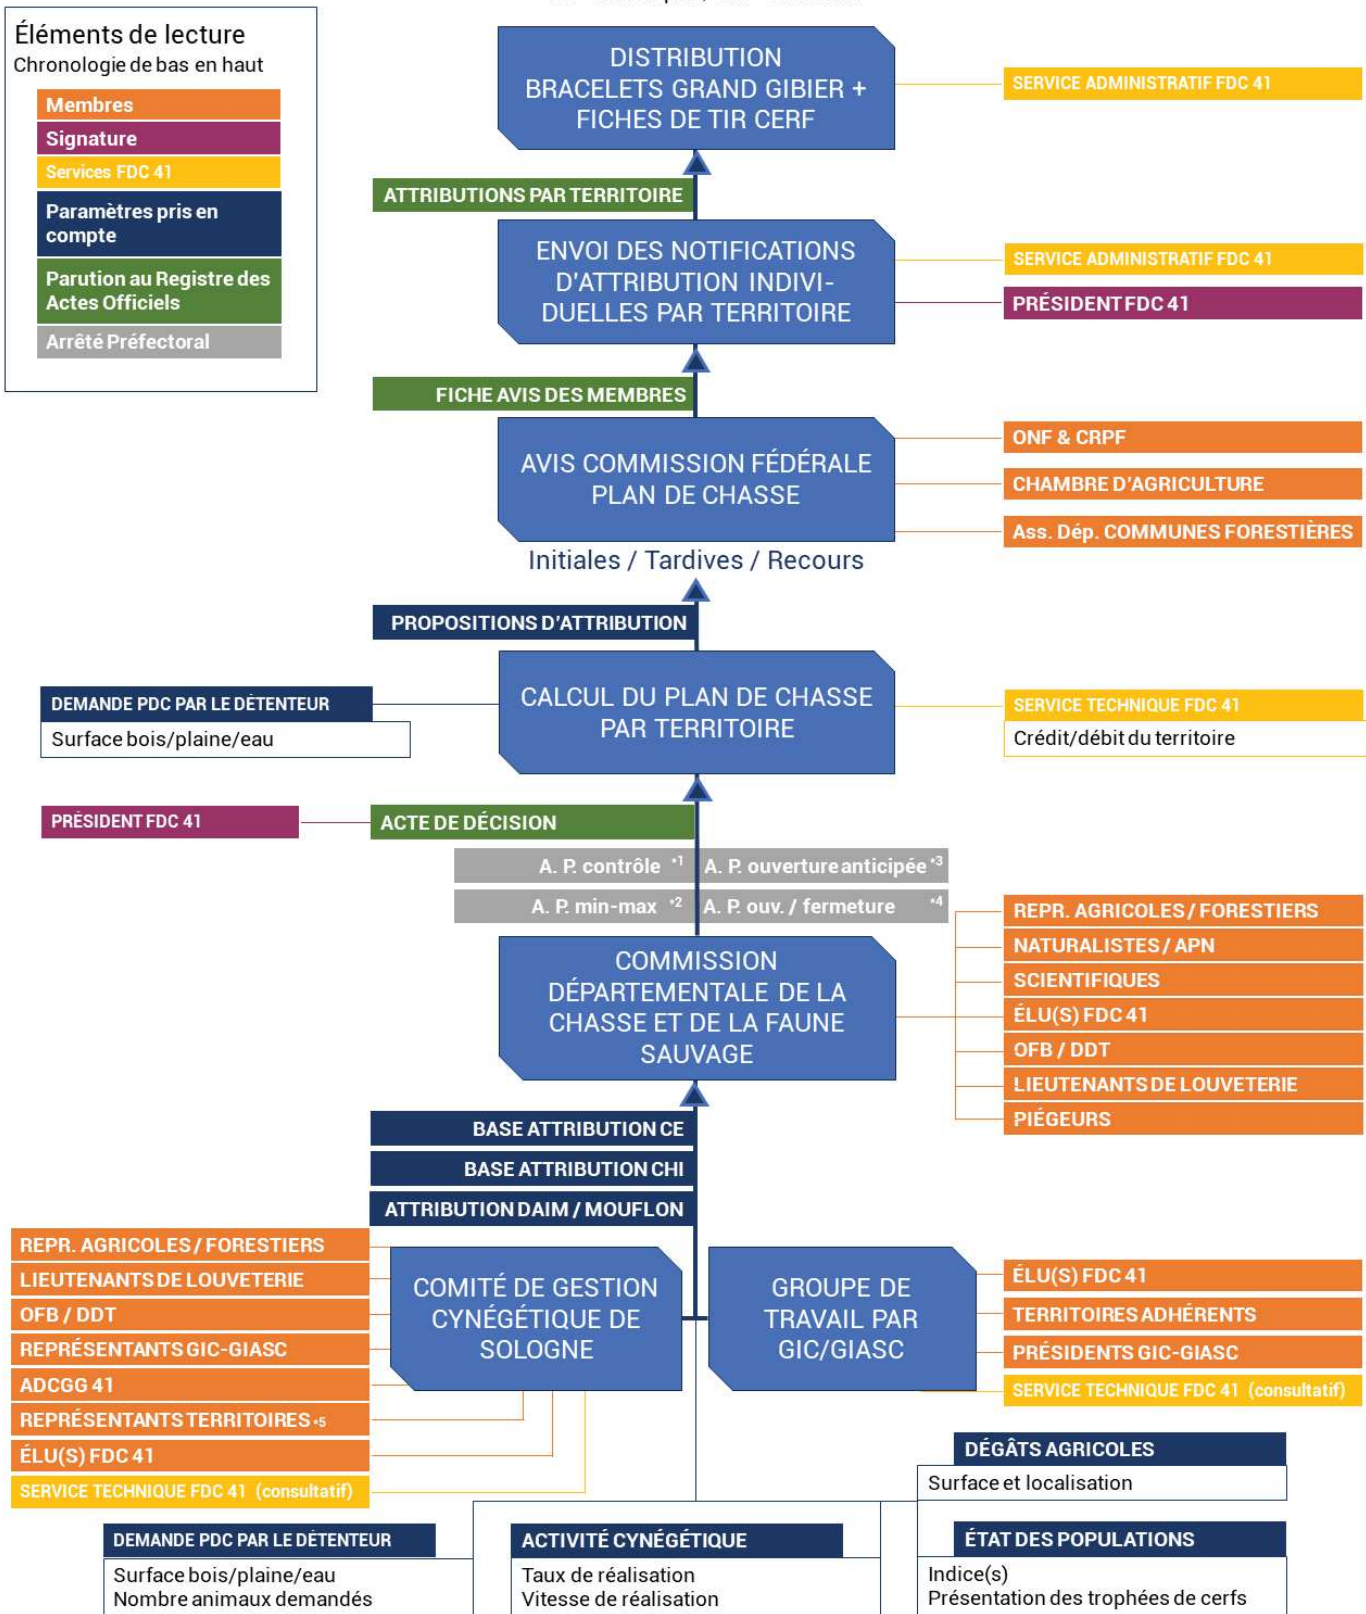 Éléments de lecture
Chronologie de bas en haut
Membres
Signature
Services FDC 41
Paramètres pris en
compte
Parution au Registre des
Actes Officiels
Arrêté Préfectoral
DISTRIBUTION
BRACELETS GRAND GIBIER +
FICHES DE TIR CERF
SERVICE ADMINISTRATIF FDC 41
ATTRIBUTIONS PAR TERRITOIRE
ENVOI DES NOTIFICATIONS
D'ATTRIBUTION INDIVI-
DUELLES PAR TERRITOIRE
SERVICE ADMINISTRATIF FDC 41
PRÉSIDENT FDC 41
FICHE AVIS DES MEMBRES
AVIS COMMISSION FÉDÉRALE
PLAN DE CHASSE
ONF & CRPF
CHAMBRE D'AGRICULTURE
Ass. Dép. COMMUNES FORESTIÈRES
Initiales / Tardives / Recours
PROPOSITIONS D'ATTRIBUTION
DEMANDE PDC PAR LE DÉTENTEUR
Surface bois/plaine/eau
CALCUL DU PLAN DE CHASSE
PAR TERRITOIRE
SERVICE TECHNIQUE FDC 41
Crédit/débit du territoire
PRÉSIDENT FDC 41
ACTE DE DÉCISION
A. P. contrôle *1
A. P. ouverture anticipée *3
A. P. min-max *2
A. P. ouv. / fermeture *4
COMMISSION
DÉPARTEMENTALE DE LA
CHASSE ET DE LA FAUNE
SAUVAGE
REPR. AGRICOLES / FORESTIERS
NATURALISTES / APN
SCIENTIFIQUES
ÉLU(S) FDC 41
OFB / DDT
LIEUTENANTS DE LOUVETERIE
PIÉGEURS
BASE ATTRIBUTION CE
BASE ATTRIBUTION CHI
ATTRIBUTION DAIM / MOUFLON
REPR. AGRICOLES / FORESTIERS
LIEUTENANTS DE LOUVETERIE
OFB / DDT
REPRÉSENTANTS GIC-GIASC
ADCGG 41
REPRÉSENTANTS TERRITOIRES *5
ÉLU(S) FDC 41
SERVICE TECHNIQUE FDC 41 (consultatif)
COMITÉ DE GESTION
CYNÉGÉTIQUE DE
SOLOGNE
GROUPE DE
TRAVAIL PAR
GIC/GIASC
ÉLU(S) FDC 41
TERRITOIRES ADHÉRENTS
PRÉSIDENTS GIC-GIASC
SERVICE TECHNIQUE FDC 41 (consultatif)
DÉGÂTS AGRICOLES
Surface et localisation
DEMANDE PDC PAR LE DÉTENTEUR
Surface bois/plaine/eau
Nombre animaux demandés
ACTIVITÉ CYNÉGÉTIQUE
Taux de réalisation
Vitesse de réalisation
ÉTAT DES POPULATIONS
Indice(s)
Présentation des trophées de cerfs